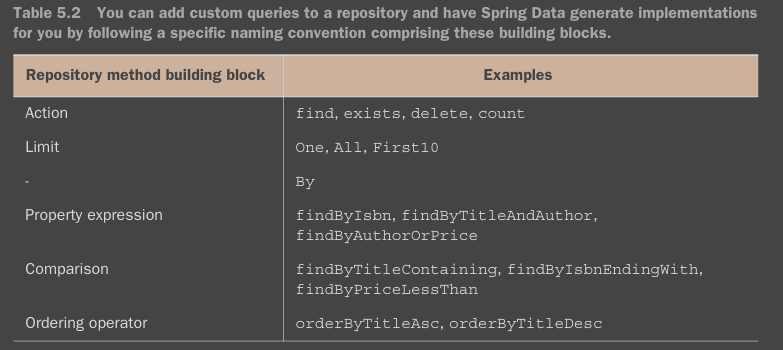 Table 5.2 You can add custom queries to a repository and have Spring Data generate implementations
for you by following a specific naming convention comprising these building blocks.
Repository method building block Examples
Action find, exists, delete, count
Limit One, All, First10
- By
Property expression findByIsbn, findByTitleAndAuthor,
findByAuthorOrPrice
Comparison findByTitleContaining, findByIsbnEndingWith,
findByPriceLessThan
Ordering operator orderByTitleAsc, orderByTitleDesc